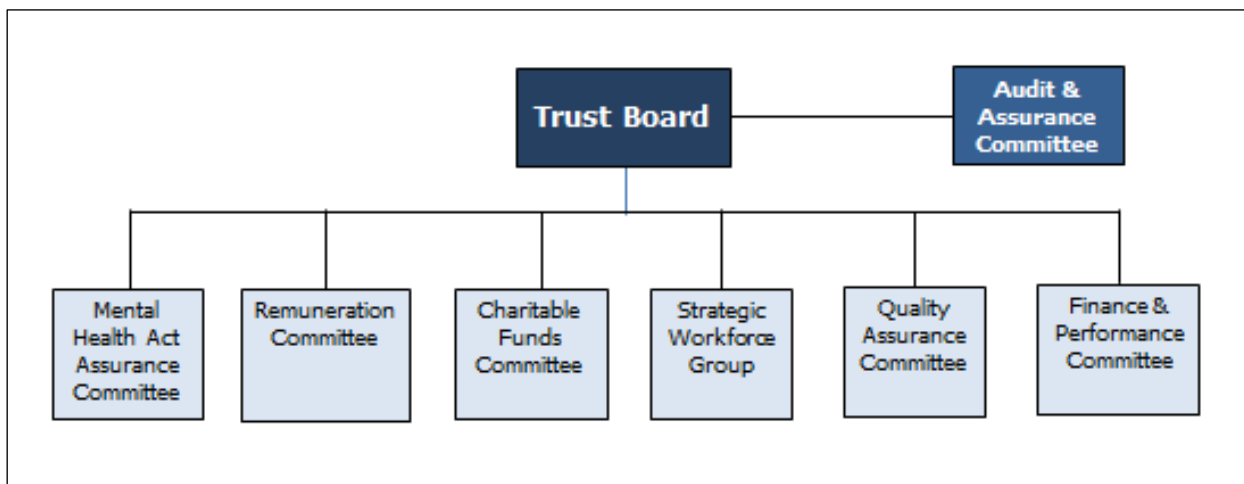 Trust Board
Audit &
Assurance
Committee
Mental
Health Act
Assurance
Committee
Remuneration
Committee
Charitable
Funds
Committee
Strategic
Workforce
Group
Quality
Assurance
Committee
Finance &
Performance
Committee